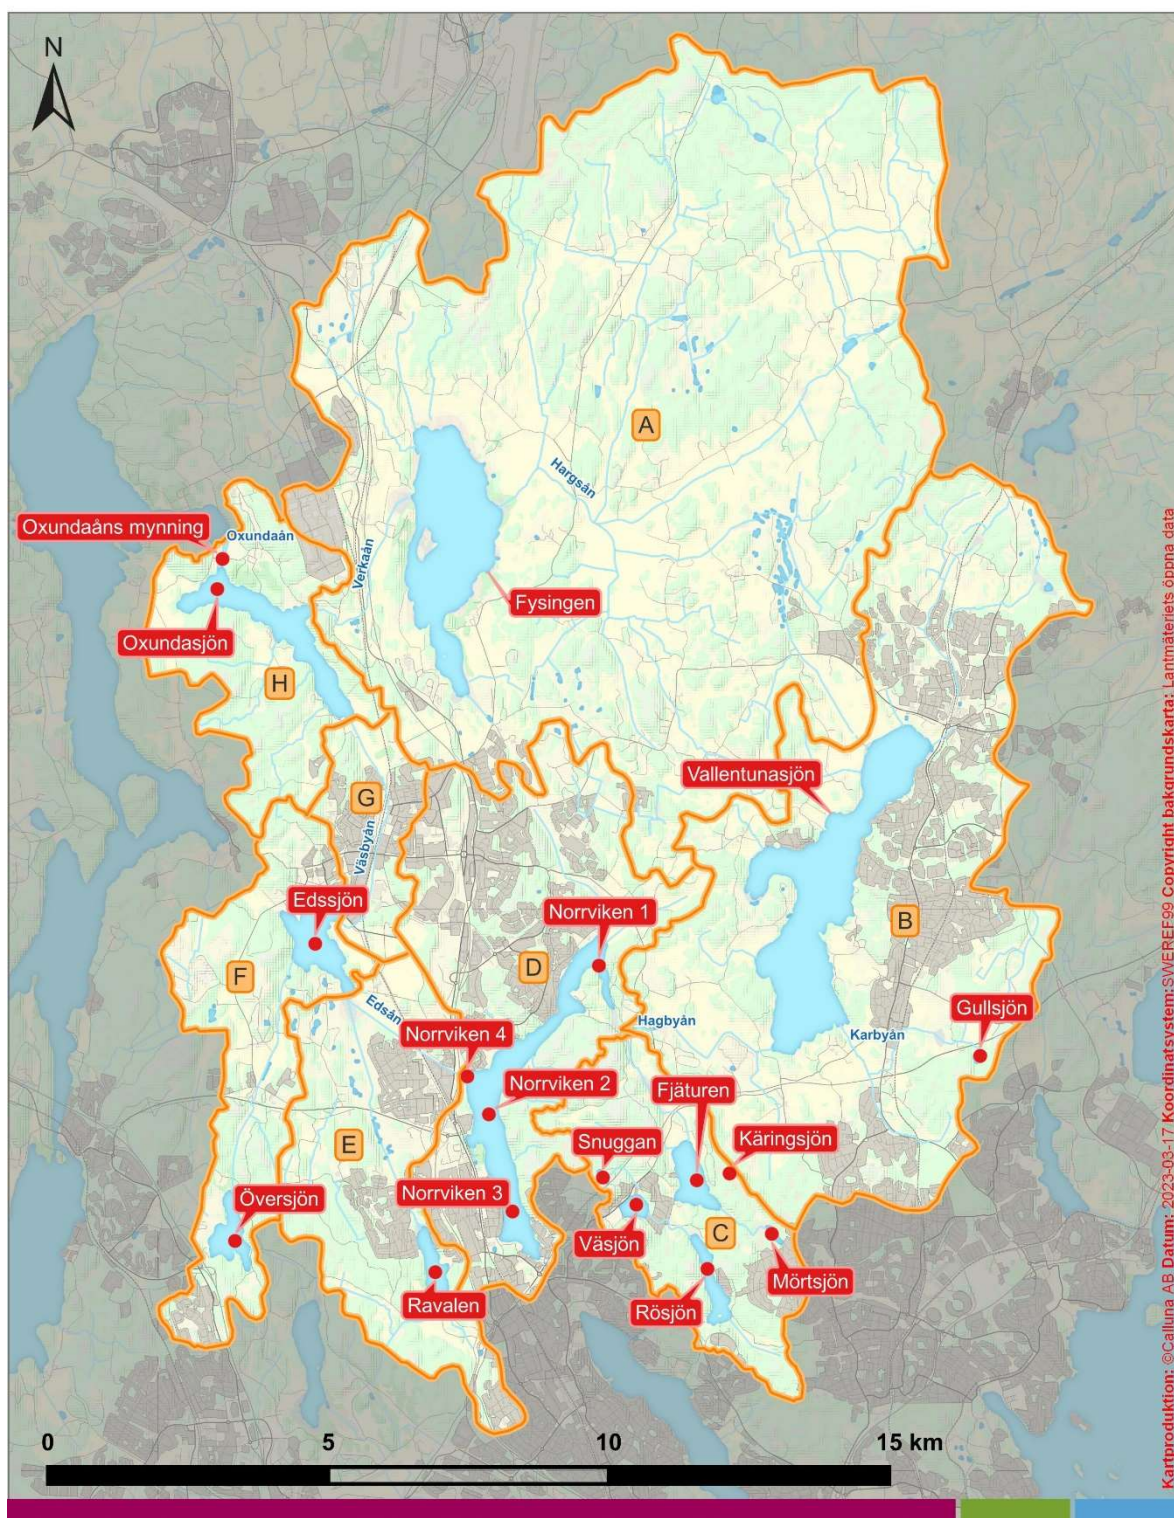 N
A
Hargsån
Oxundaåns mynning
Oxundaån
Verkaån
Fysingen
Oxundasjön
H
Vallentunasjön
G
Väsbyån
Edssjön
Norrviken 1
B
F
D
Edsån
Hagbyån
Karbyån
Gullsjön
Norrviken 4
Norrviken 2
Fjäturen
E
Snuggan
Käringsjön
Översjön
Norrviken 3
Väsjön
C
Mörtsjön
Ravalen
Rösjön
0 5 10 15 km
Kartproduktion: ©Calluna AB Datum: 2023-03-17 Koordinatsystem: SWEREF99 Copyright bakgrundskarta: Lantmäteriets öppna data